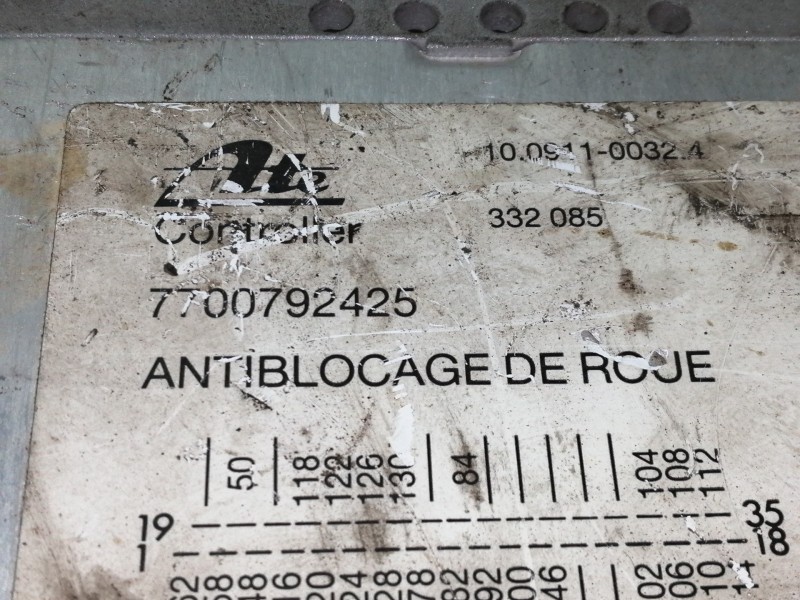 Ate 10.0911-0032.4
Controller 332 085
7700792425
ANTIBLOCAGE DE ROUE
50 118 122 126 130 84 104 108 112
19 35
1 18